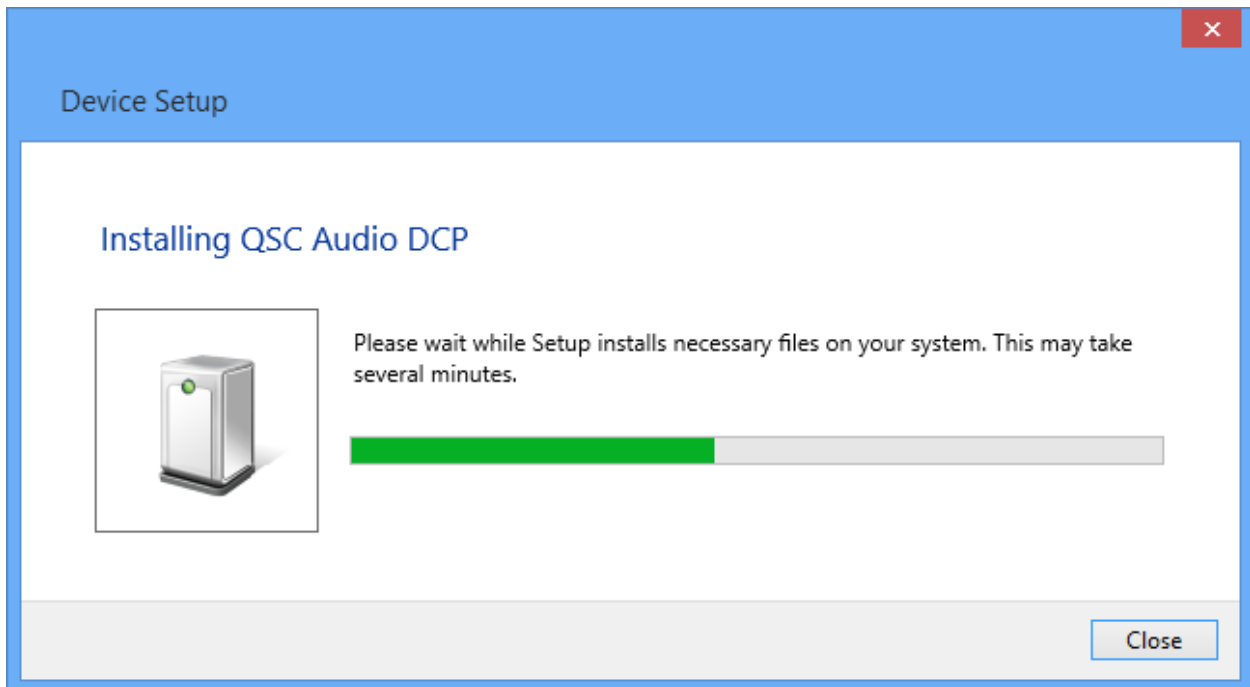 Device Setup
Installing QSC Audio DCP
Please wait while Setup installs necessary files on your system. This may take
several minutes.
Close